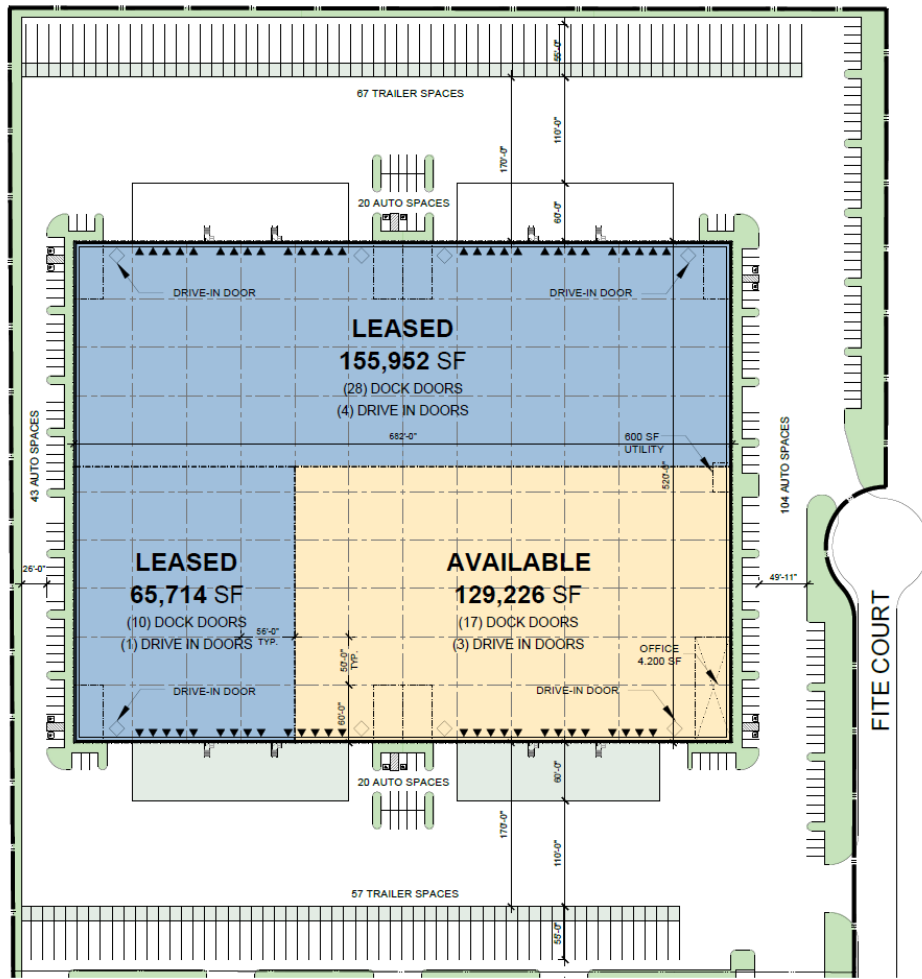 55'-0"
67 TRAILER SPACES
110'-0"
170'-0"
20 AUTO SPACES
60'-0"
DRIVE-IN DOOR
DRIVE-IN DOOR
LEASED
155,952 SF
(28) DOCK DOORS
(4) DRIVE IN DOORS
682'-0"
600 SF
UTILITY
520'-0"
43 AUTO SPACES
104 AUTO SPACES
26'-0"
49'-11"
LEASED
65,714 SF
(10) DOCK DOORS
(1) DRIVE IN DOORS
56'-0"
TYP.
50'-0"
TYP.
AVAILABLE
129,226 SF
(17) DOCK DOORS
(3) DRIVE IN DOORS
OFFICE
4.200 SF
FITE COURT
DRIVE-IN DOOR
DRIVE-IN DOOR
60'-0"
60'-0"
20 AUTO SPACES
170'-0"
110'-0"
57 TRAILER SPACES
55'-0"